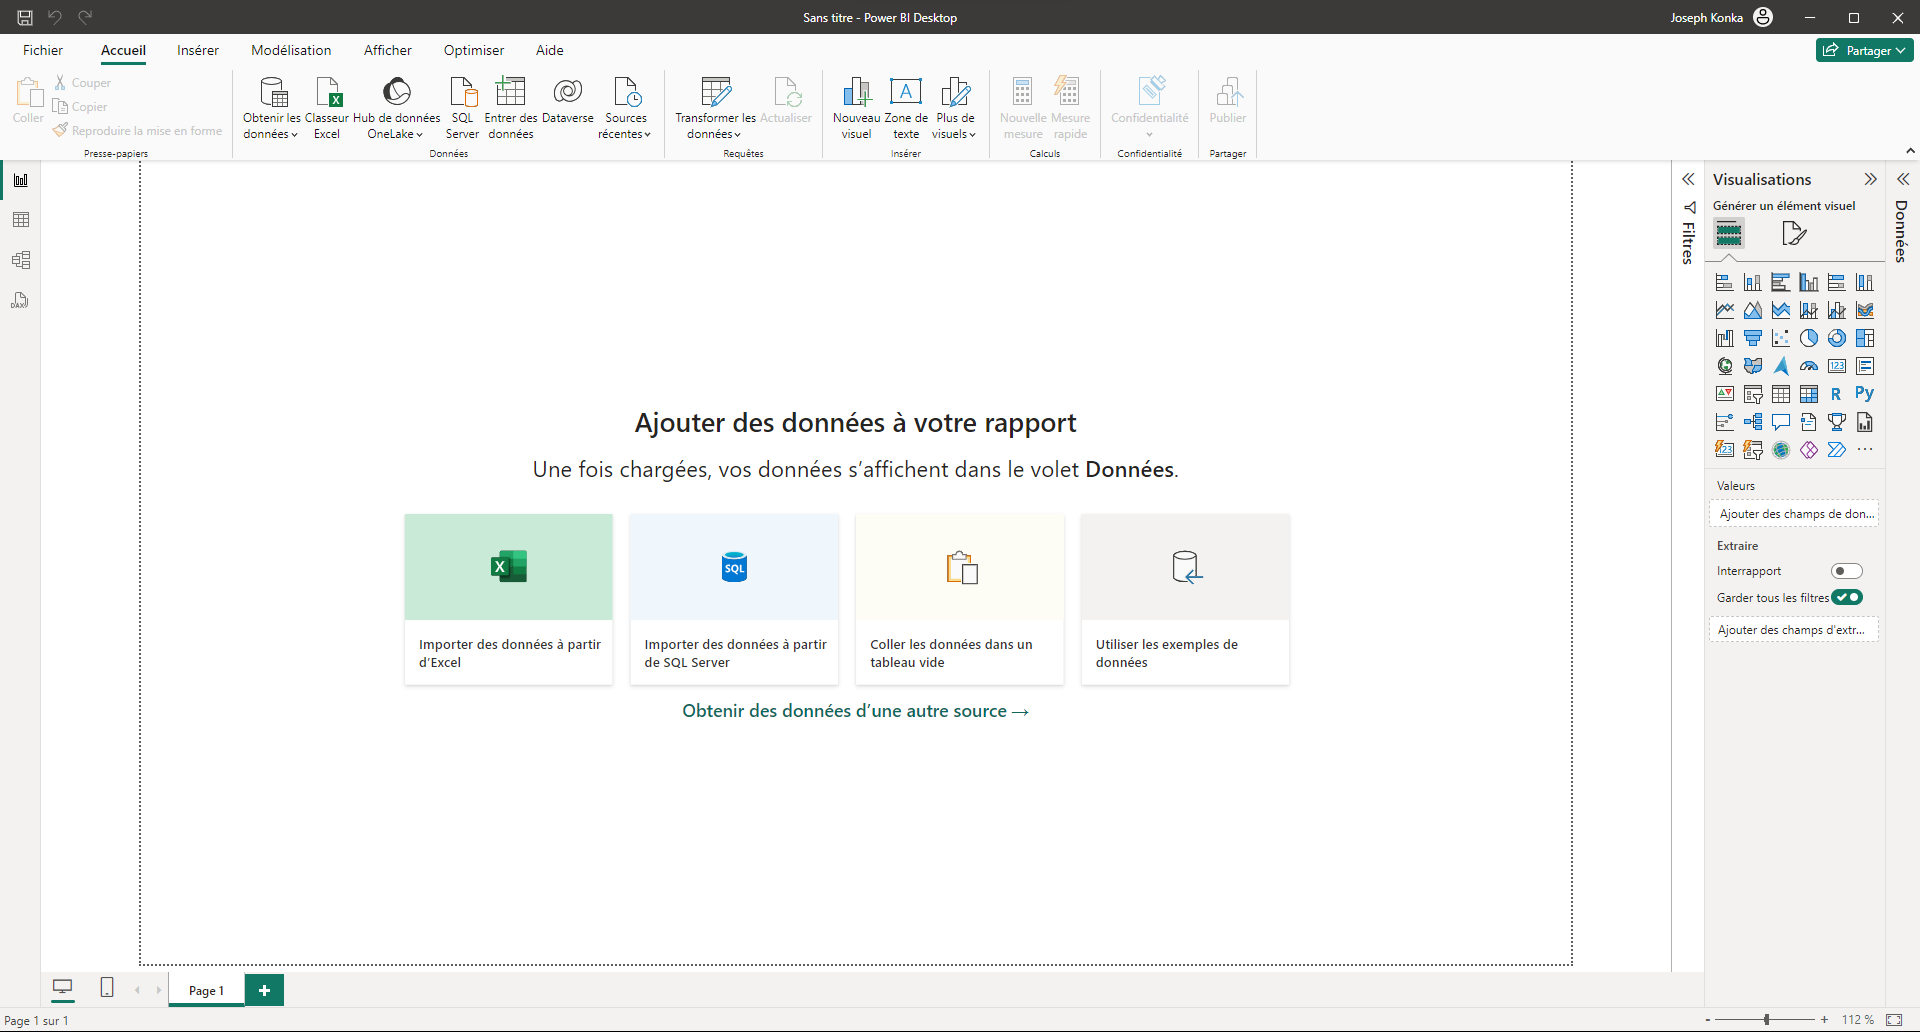 Sans titre - Power BI Desktop
Joseph Konka
Fichier
Accueil
Insérer
Modélisation
Afficher
Optimiser
Aide
Partager
Coller
Couper
Copier
Reproduire la mise en forme
Presse-papiers
Obtenir les
données
Classeur
Excel
Hub de données
OneLake
SQL
Server
Entrer des
données
Dataverse
Sources
récentes
Données
Transformer les
données
Actualiser
Requêtes
Nouveau
visuel
A
Zone de
texte
Plus de
visuels
Insérer
Nouvelle
mesure
Mesure
rapide
Calculs
Confidentialité
Confidentialité
Publier
Partager
DAX
Filtres
Visualisations
Générer un élément visuel
Données
123
R
Py
123
Valeurs
Ajouter des champs de don...
Extraire
Interrapport
Garder tous les filtres
Ajouter des champs d'extr...
Ajouter des données à votre rapport
Une fois chargées, vos données s’affichent dans le volet Données.
X
SQL
Importer des données à partir
d’Excel
Importer des données à partir
de SQL Server
Coller les données dans un
tableau vide
Utiliser les exemples de
données
Obtenir des données d’une autre source →
Page 1
+
Page 1 sur 1
- + 112 %